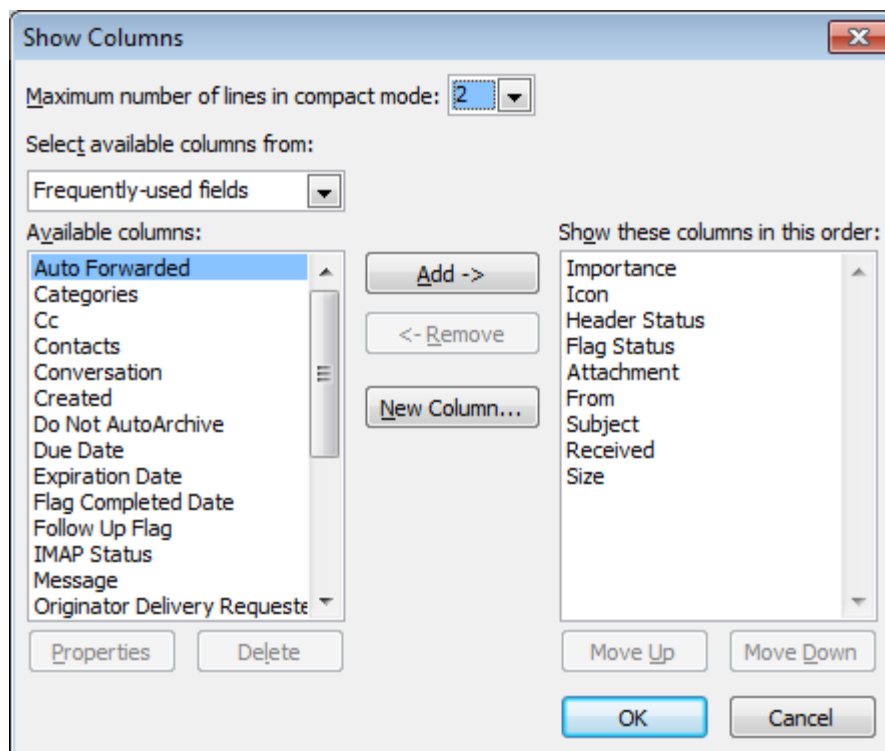 Show Columns
Maximum number of lines in compact mode: 2
Select available columns from:
Frequently-used fields
Available columns:
Auto Forwarded
Categories
Cc
Contacts
Conversation
Created
Do Not AutoArchive
Due Date
Expiration Date
Flag Completed Date
Follow Up Flag
IMAP Status
Message
Originator Delivery Requeste
Properties
Delete
Add ->
<- Remove
New Column...
Show these columns in this order:
Importance
Icon
Header Status
Flag Status
Attachment
From
Subject
Received
Size
Move Up
Move Down
OK
Cancel